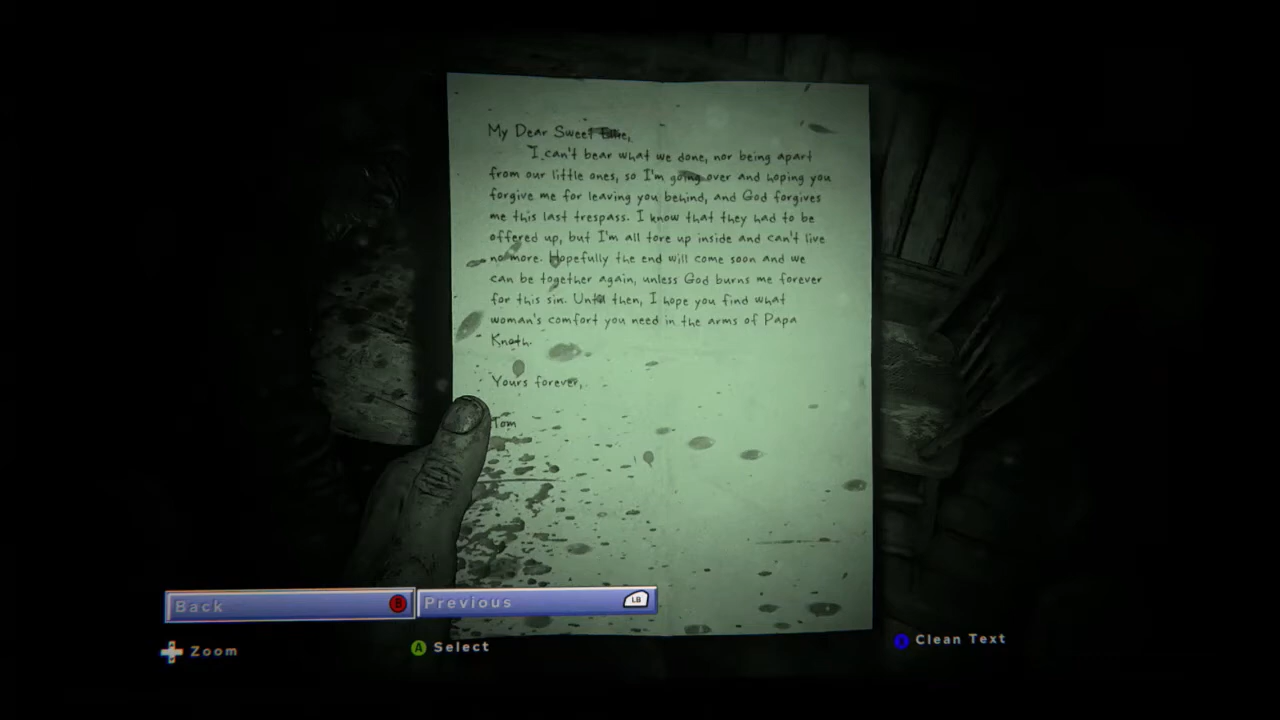 My Dear Sweet
I can't bear what we done, nor being apart
from our little ones, so I'm going over and hoping you
forgive me for leaving you behind, and God forgives
me this last trespass. I know that they had to be
offered up, but I'm all tore up inside and can't live
no more. Hopefully the end will come soon and we
can be together again, unless God burns me forever
for this sin. Until then, I hope you find what
woman's comfort you need in the arms of Papa
Knoth.
Yours forever,
Tom
Back B
Previous LB
Zoom
A Select
X Clean Text